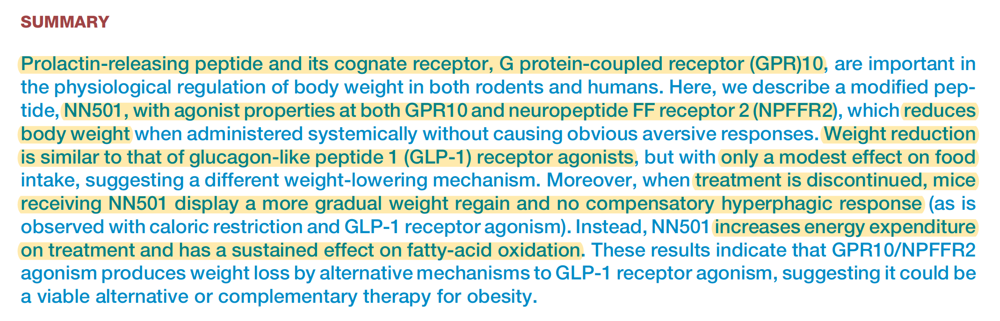 SUMMARY
Prolactin-releasing peptide and its cognate receptor, G protein-coupled receptor (GPR)10, are important in
the physiological regulation of body weight in both rodents and humans. Here, we describe a modified pep-
tide, NN501, with agonist properties at both GPR10 and neuropeptide FF receptor 2 (NPFFR2), which reduces
body weight when administered systemically without causing obvious aversive responses. Weight reduction
is similar to that of glucagon-like peptide 1 (GLP-1) receptor agonists, but with only a modest effect on food
intake, suggesting a different weight-lowering mechanism. Moreover, when treatment is discontinued, mice
receiving NN501 display a more gradual weight regain and no compensatory hyperphagic response (as is
observed with caloric restriction and GLP-1 receptor agonism). Instead, NN501 increases energy expenditure
on treatment and has a sustained effect on fatty-acid oxidation. These results indicate that GPR10/NPFFR2
agonism produces weight loss by alternative mechanisms to GLP-1 receptor agonism, suggesting it could be
a viable alternative or complementary therapy for obesity.